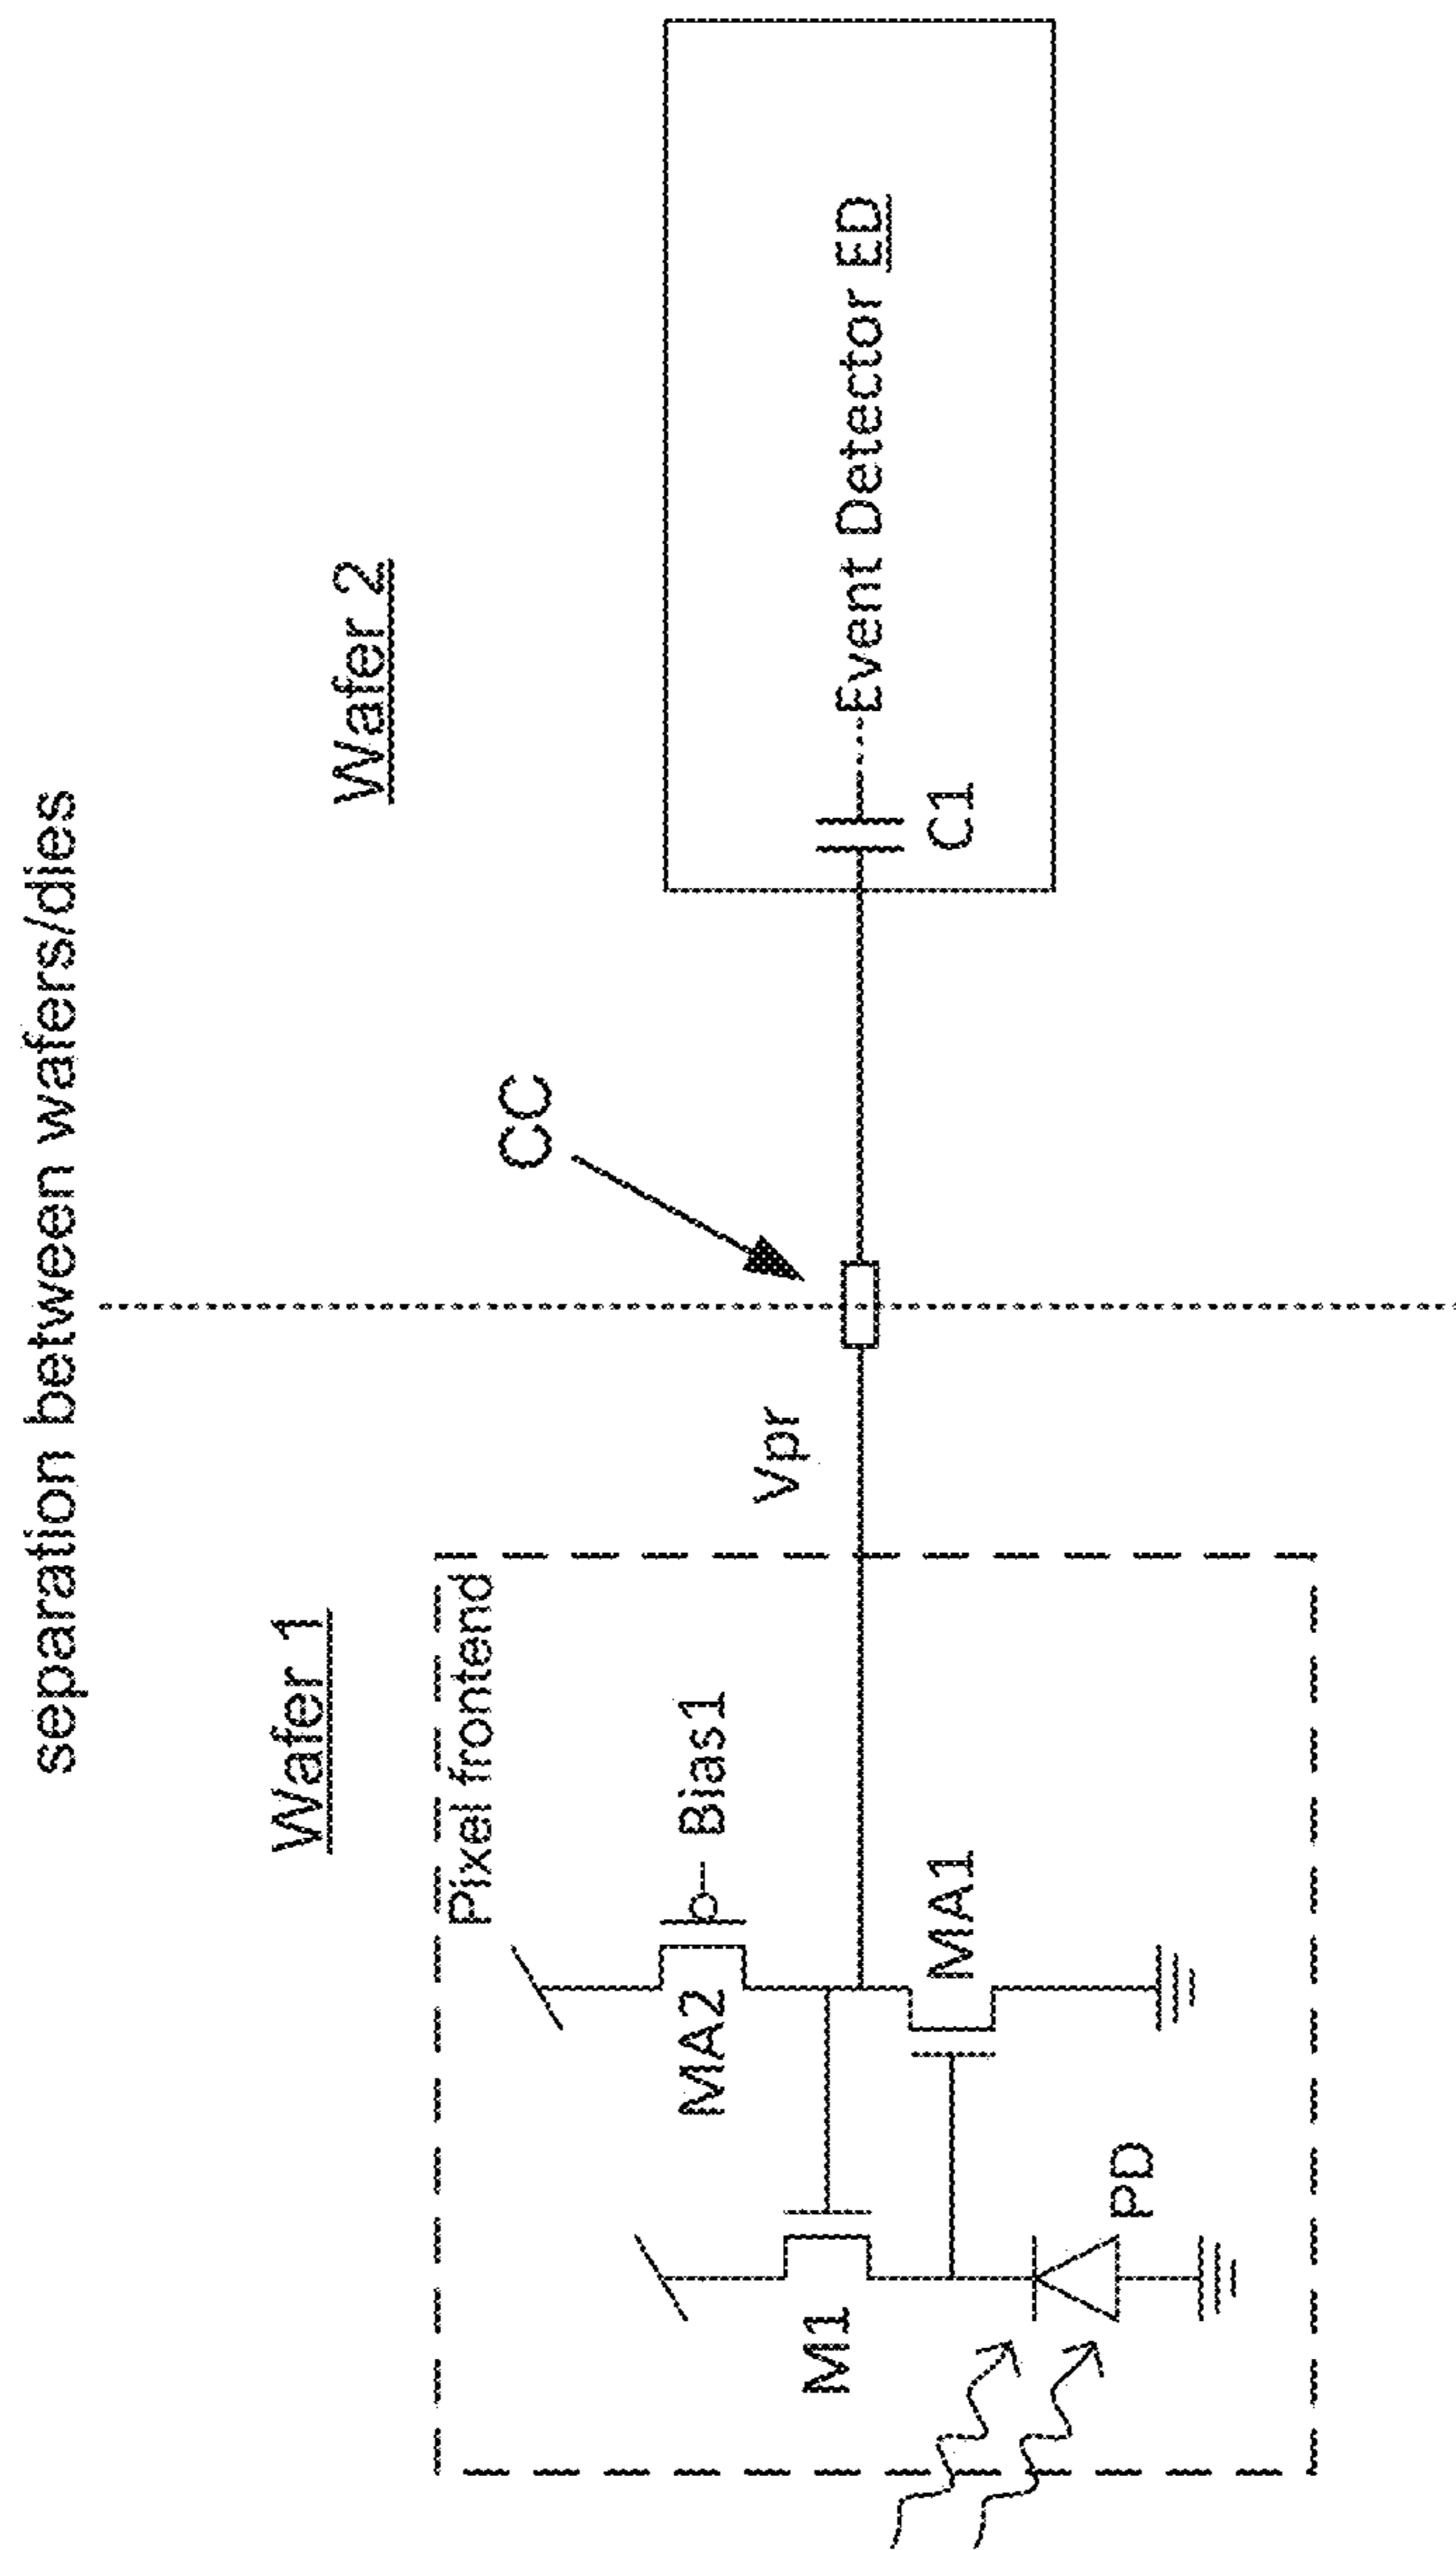 separation between wafers/dies
Wafer 1
Wafer 2
Pixel frontend
MA2
Bias1
Vpr
CC
M1
MA1
PD
C1
Event Detector ED